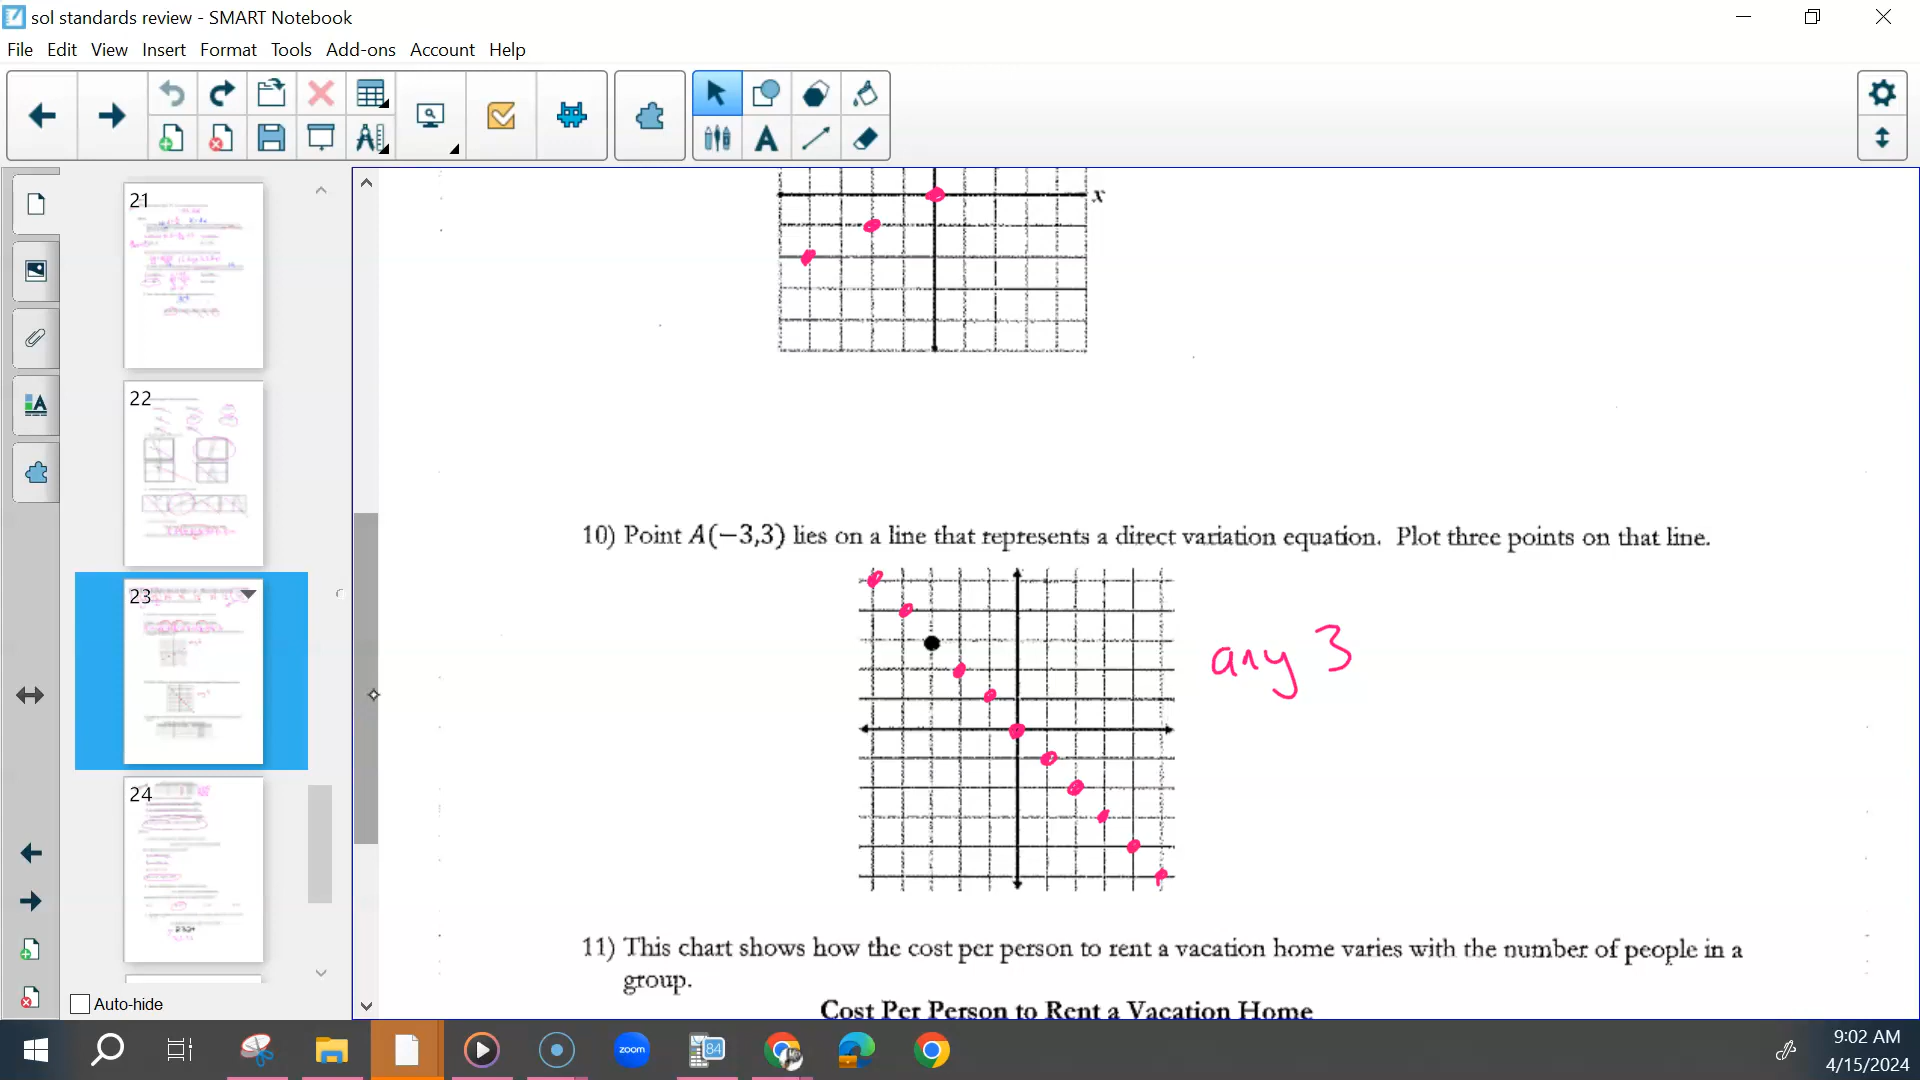 sol standards review - SMART Notebook
File Edit View Insert Format Tools Add-ons Account Help
21
22
23
24
Auto-hide
x
10) Point A(−3,3) lies on a line that represents a direct variation equation. Plot three points on that line.
any 3
11) This chart shows how the cost per person to rent a vacation home varies with the number of people in a
group.
Cost Per Person to Rent a Vacation Home
zoom
84
9:02 AM
4/15/2024